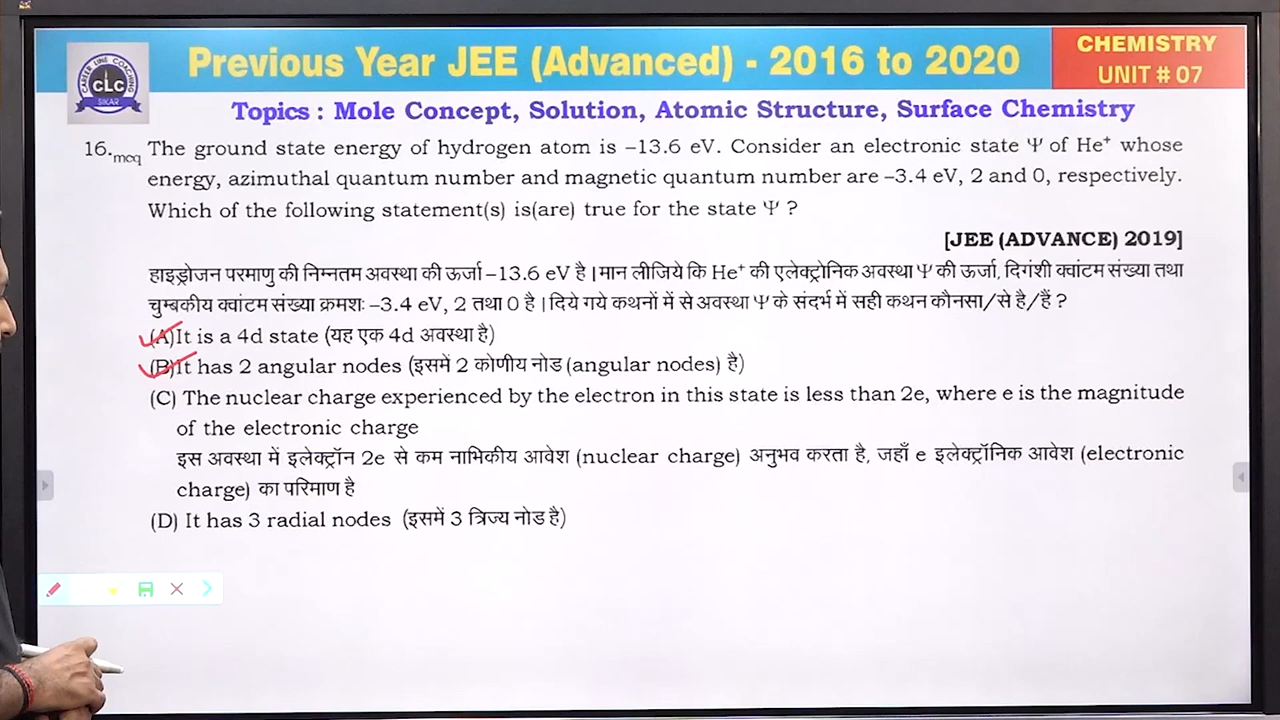 Previous Year JEE (Advanced) - 2016 to 2020
CHEMISTRY
UNIT # 07
CAREER LINE COACHING
CLC
SIKAR
Topics : Mole Concept, Solution, Atomic Structure, Surface Chemistry
16.mcq The ground state energy of hydrogen atom is –13.6 eV. Consider an electronic state Ψ of He⁺ whose
energy, azimuthal quantum number and magnetic quantum number are –3.4 eV, 2 and 0, respectively.
Which of the following statement(s) is(are) true for the state Ψ ?
[JEE (ADVANCE) 2019]
हाइड्रोजन परमाणु की निम्नतम अवस्था की ऊर्जा –13.6 eV है । मान लीजिये कि He⁺ की एलेक्ट्रोनिक अवस्था Ψ की ऊर्जा, दिगंशी क्वांटम संख्या तथा
चुम्बकीय क्वांटम संख्या क्रमशः –3.4 eV, 2 तथा 0 है । दिये गये कथनों में से अवस्था Ψ के संदर्भ में सही कथन कौनसा/से है/हैं ?
(A)It is a 4d state (यह एक 4d अवस्था है)
(B)It has 2 angular nodes (इसमें 2 कोणीय नोड (angular nodes) है)
(C) The nuclear charge experienced by the electron in this state is less than 2e, where e is the magnitude
of the electronic charge
इस अवस्था में इलेक्ट्रॉन 2e से कम नाभिकीय आवेश (nuclear charge) अनुभव करता है, जहाँ e इलेक्ट्रॉनिक आवेश (electronic
charge) का परिमाण है
(D) It has 3 radial nodes (इसमें 3 त्रिज्य नोड है)